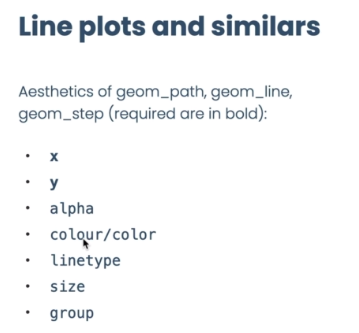 Line plots and similars
Aesthetics of geom_path, geom_line,
geom_step (required are in bold):
• x
• y
• alpha
• colour/color
• linetype
• size
• group